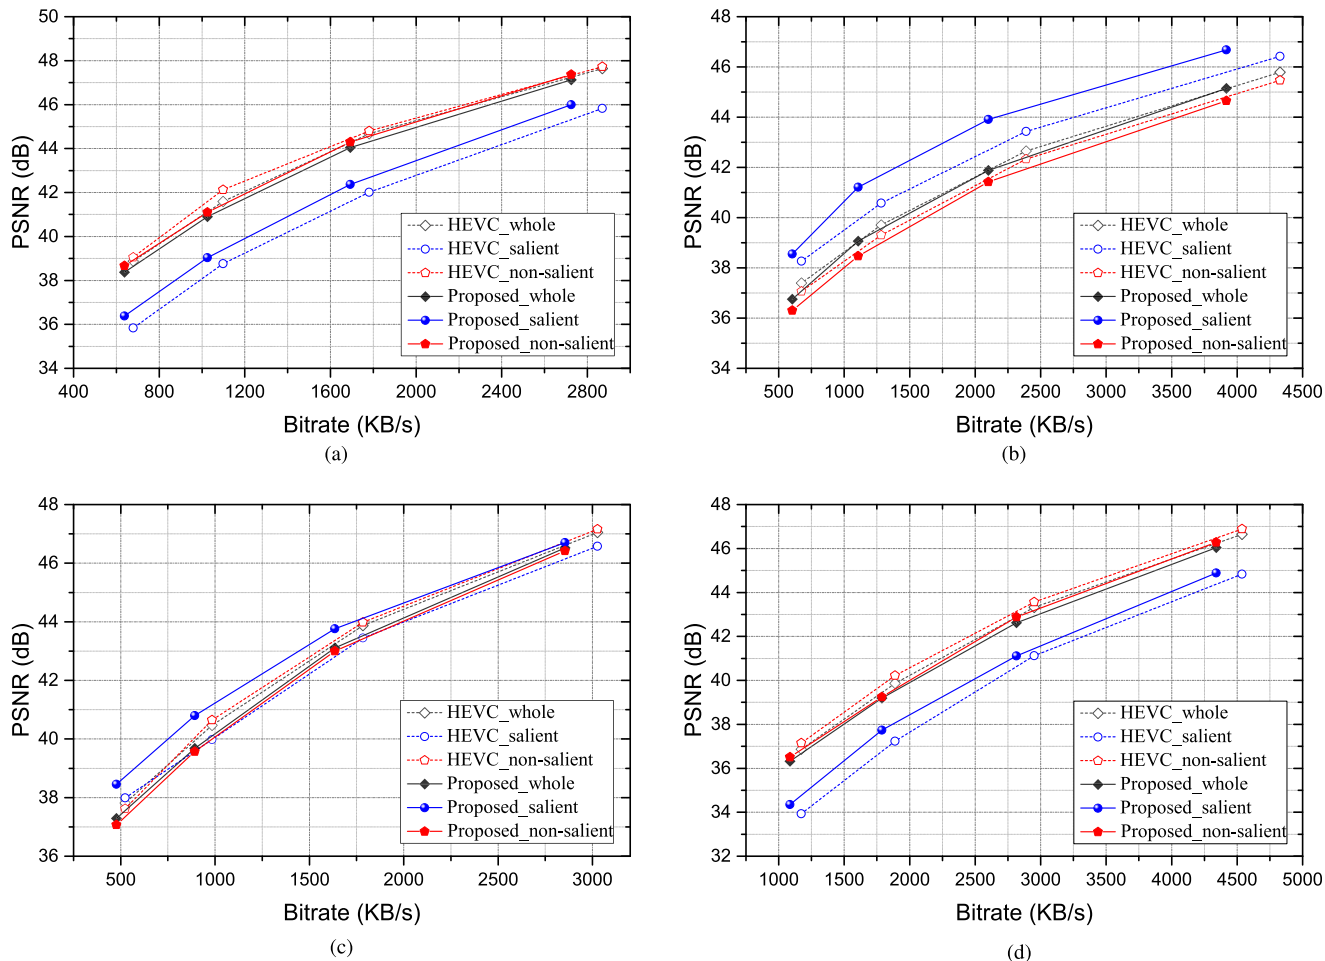 50
48
46
44
42
40
38
36
34
PSNR (dB)
400 800 1200 1600 2000 2400 2800
Bitrate (KB/s)
HEVC_whole
HEVC_salient
HEVC_non-salient
Proposed_whole
Proposed_salient
Proposed_non-salient
(a)
48
46
44
42
40
38
36
34
PSNR (dB)
500 1000 1500 2000 2500 3000 3500 4000 4500
Bitrate (KB/s)
HEVC_whole
HEVC_salient
HEVC_non-salient
Proposed_whole
Proposed_salient
Proposed_non-salient
(b)
48
46
44
42
40
38
36
PSNR (dB)
500 1000 1500 2000 2500 3000
Bitrate (KB/s)
HEVC_whole
HEVC_salient
HEVC_non-salient
Proposed_whole
Proposed_salient
Proposed_non-salient
(c)
48
46
44
42
40
38
36
34
32
PSNR (dB)
1000 1500 2000 2500 3000 3500 4000 4500 5000
Bitrate (KB/s)
HEVC_whole
HEVC_salient
HEVC_non-salient
Proposed_whole
Proposed_salient
Proposed_non-salient
(d)